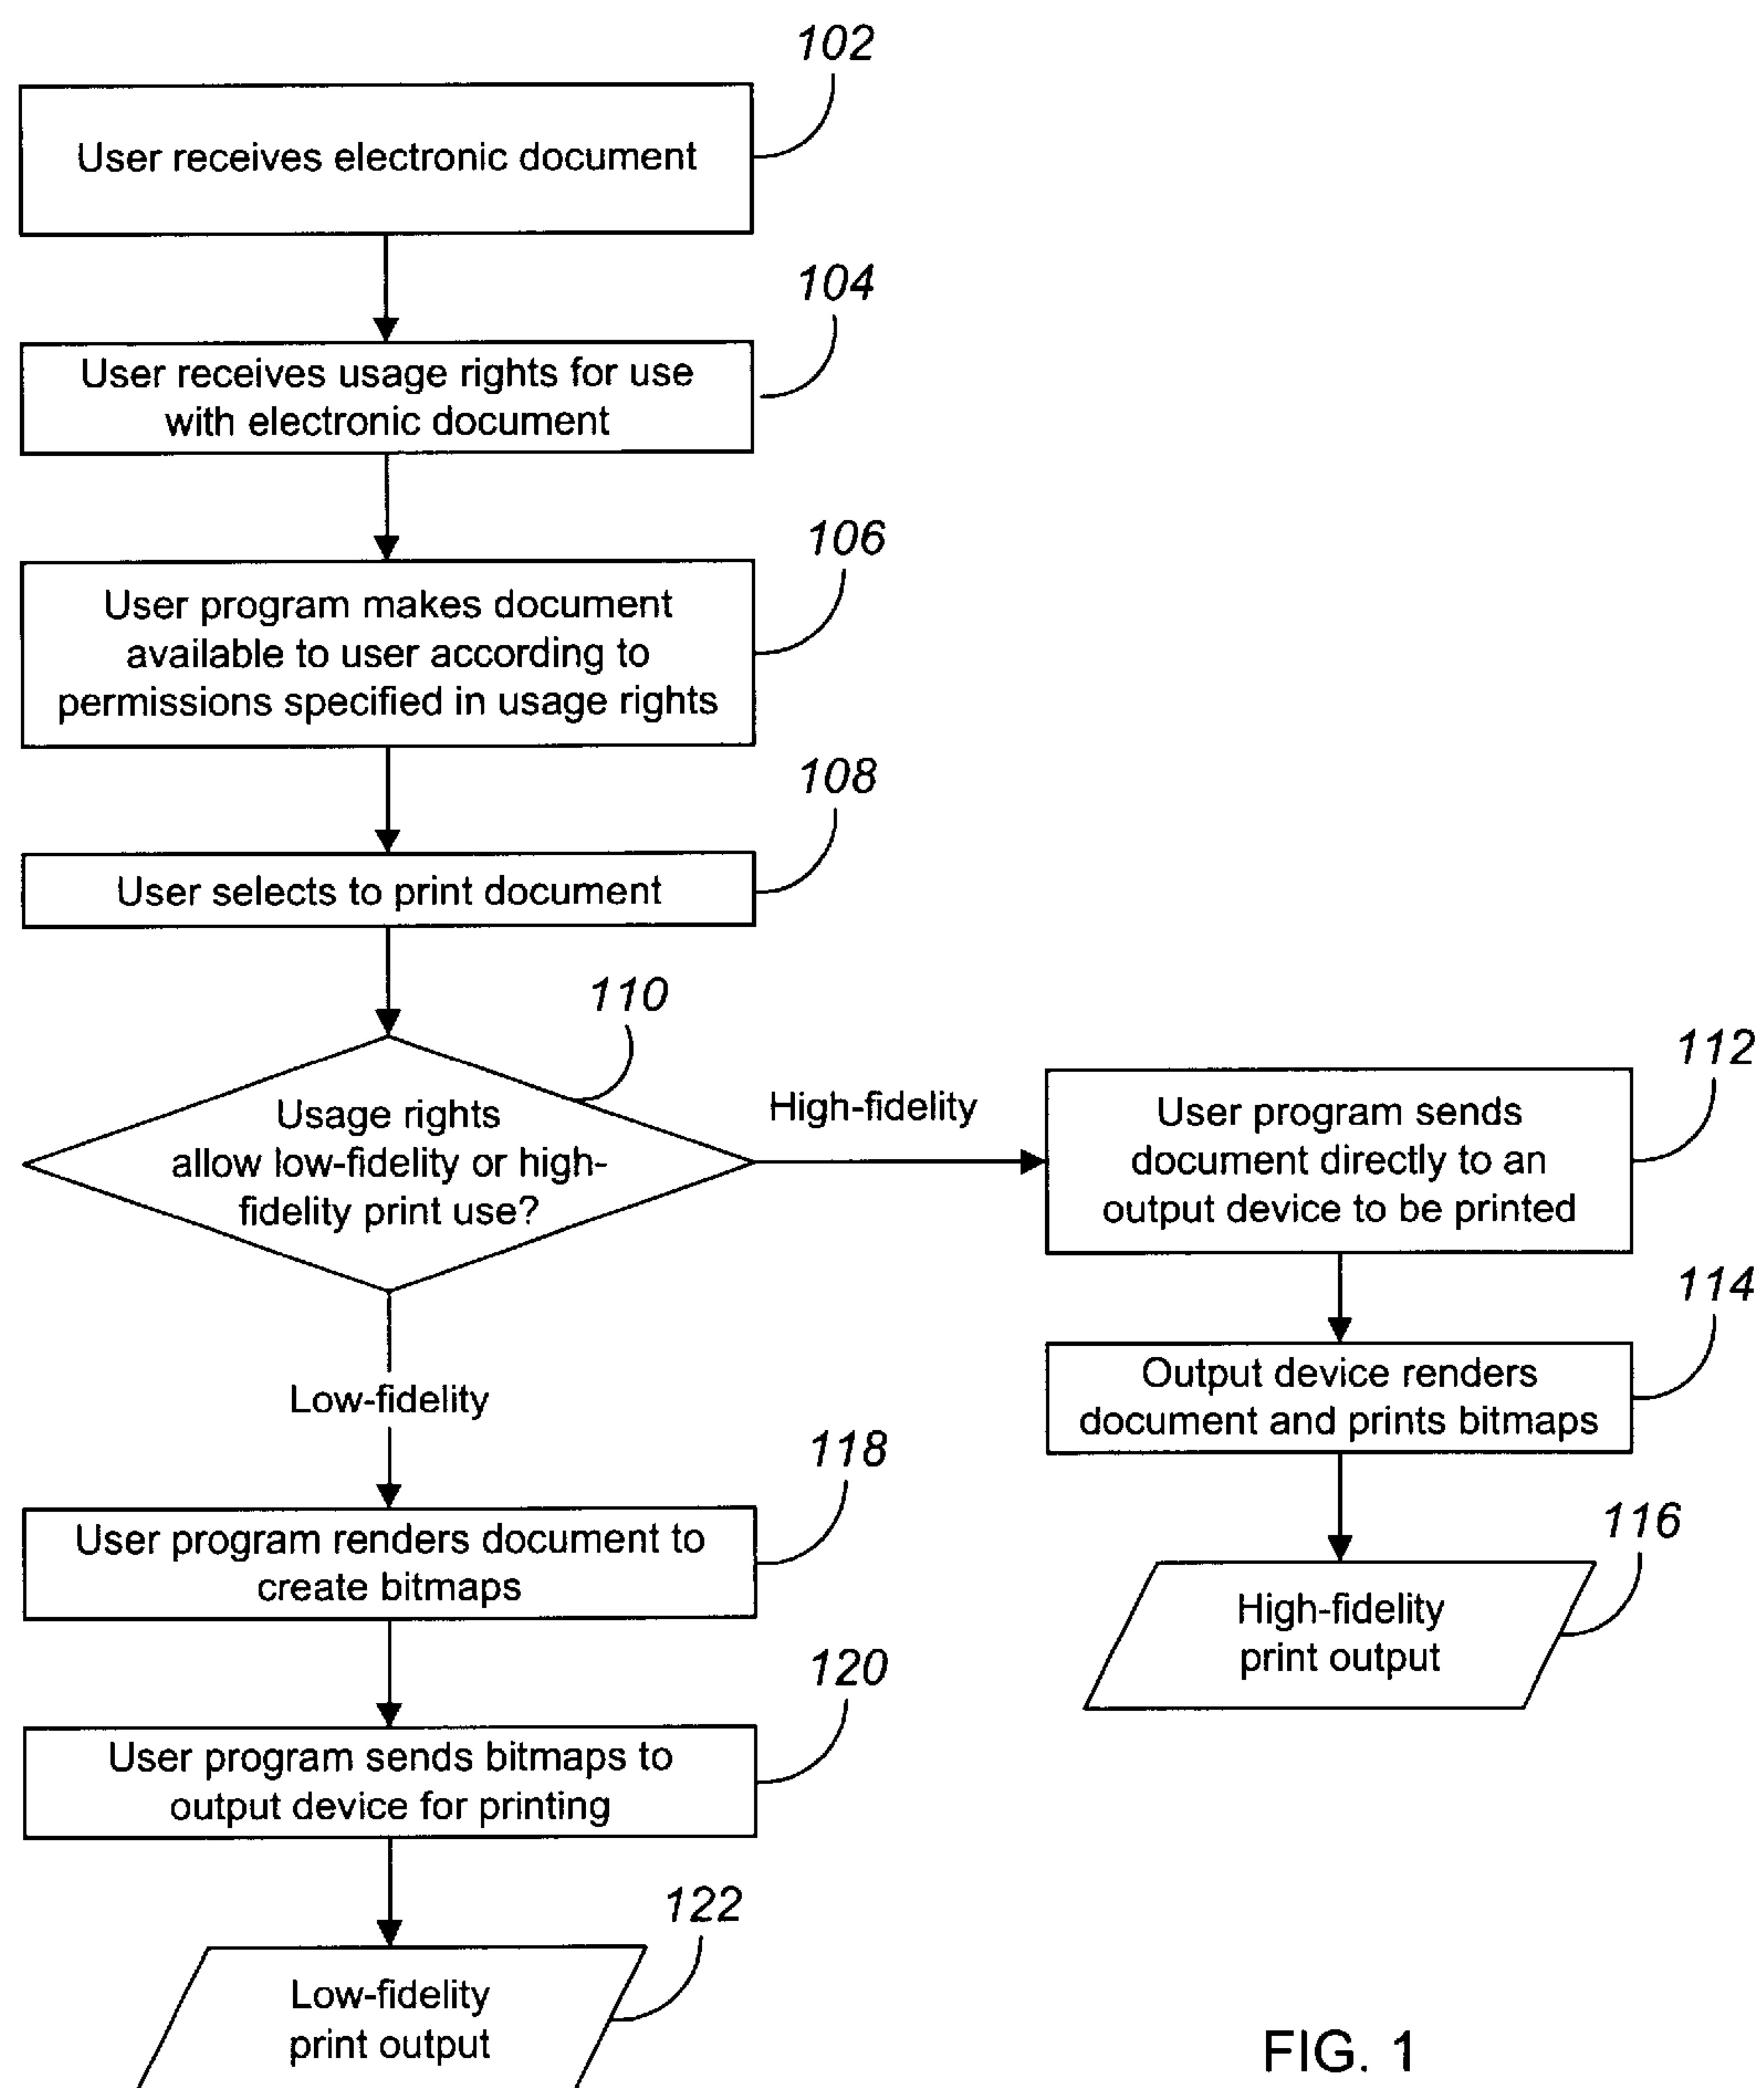 102
User receives electronic document
104
User receives usage rights for use
with electronic document
106
User program makes document
available to user according to
permissions specified in usage rights
108
User selects to print document
110
Usage rights
allow low-fidelity or high-
fidelity print use?
High-fidelity
112
User program sends
document directly to an
output device to be printed
114
Output device renders
document and prints bitmaps
116
High-fidelity
print output
Low-fidelity
118
User program renders document to
create bitmaps
120
User program sends bitmaps to
output device for printing
122
Low-fidelity
print output
FIG. 1